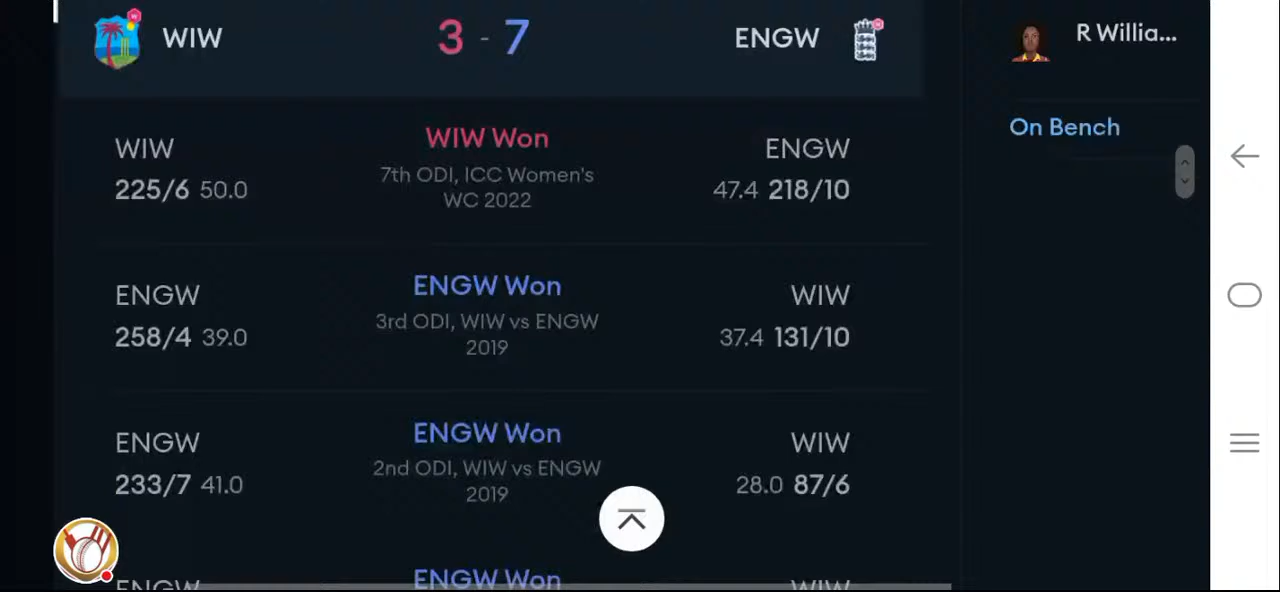 WIW 3 - 7 ENGW
R Willia...
On Bench
WIW WIW Won ENGW
225/6 50.0 7th ODI, ICC Women's 47.4 218/10
WC 2022
ENGW ENGW Won WIW
258/4 39.0 3rd ODI, WIW vs ENGW 37.4 131/10
2019
ENGW ENGW Won WIW
233/7 41.0 2nd ODI, WIW vs ENGW 28.0 87/6
2019
ENGW ENGW Won WIW